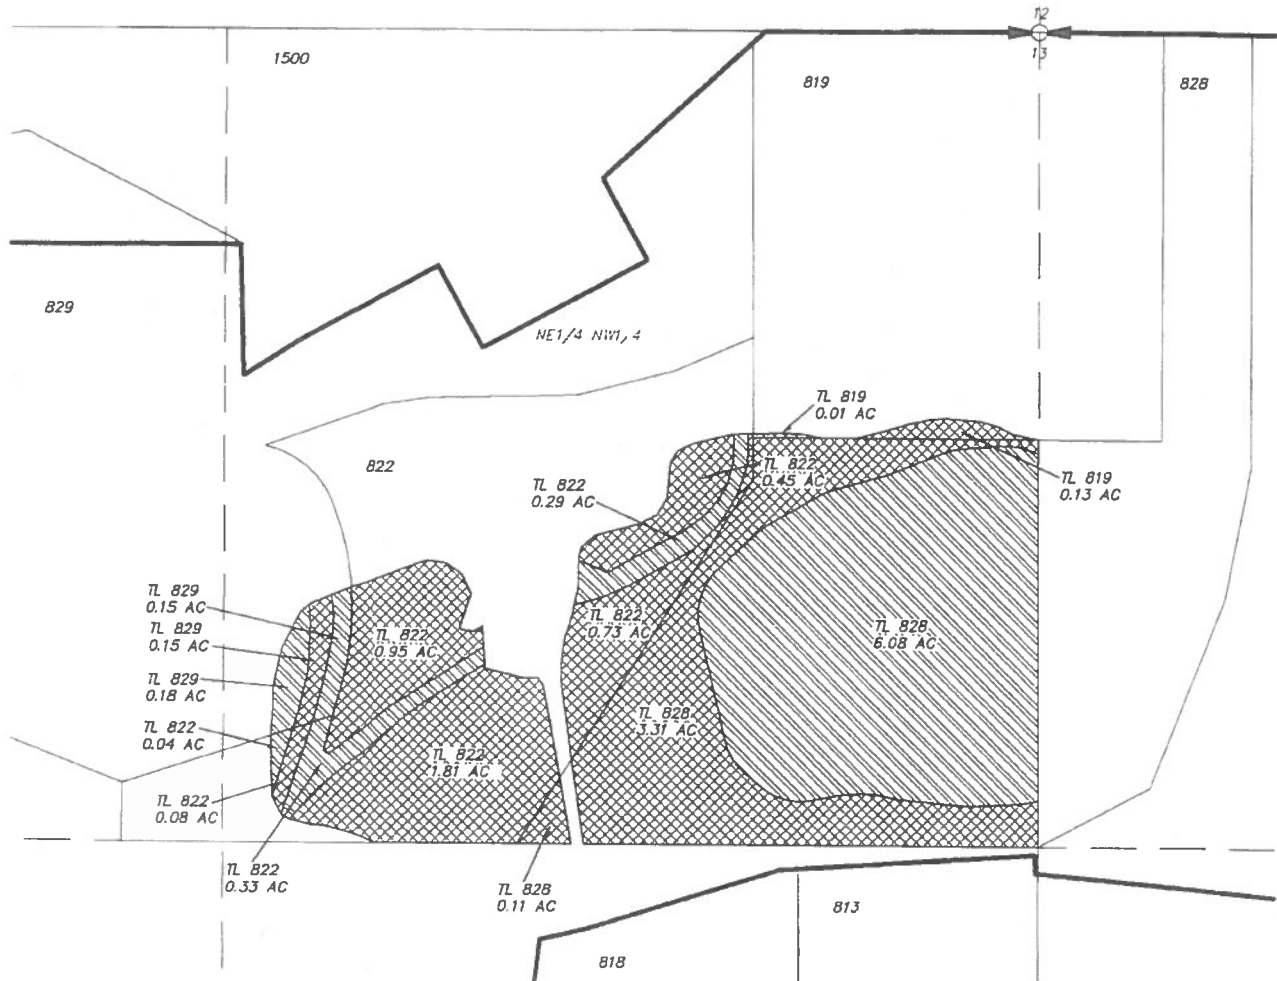 12
13
1500
819
828
829
NE1/4 NW1/4
TL 819
0.01 AC
822
TL 822
0.45 AC
TL 819
0.13 AC
TL 822
0.29 AC
TL 829
0.15 AC
TL 829
0.15 AC
TL 822
0.95 AC
TL 822
0.73 AC
TL 828
6.08 AC
TL 829
0.18 AC
TL 828
3.31 AC
TL 822
0.04 AC
TL 822
1.81 AC
TL 822
0.08 AC
TL 822
0.33 AC
TL 828
0.11 AC
813
818